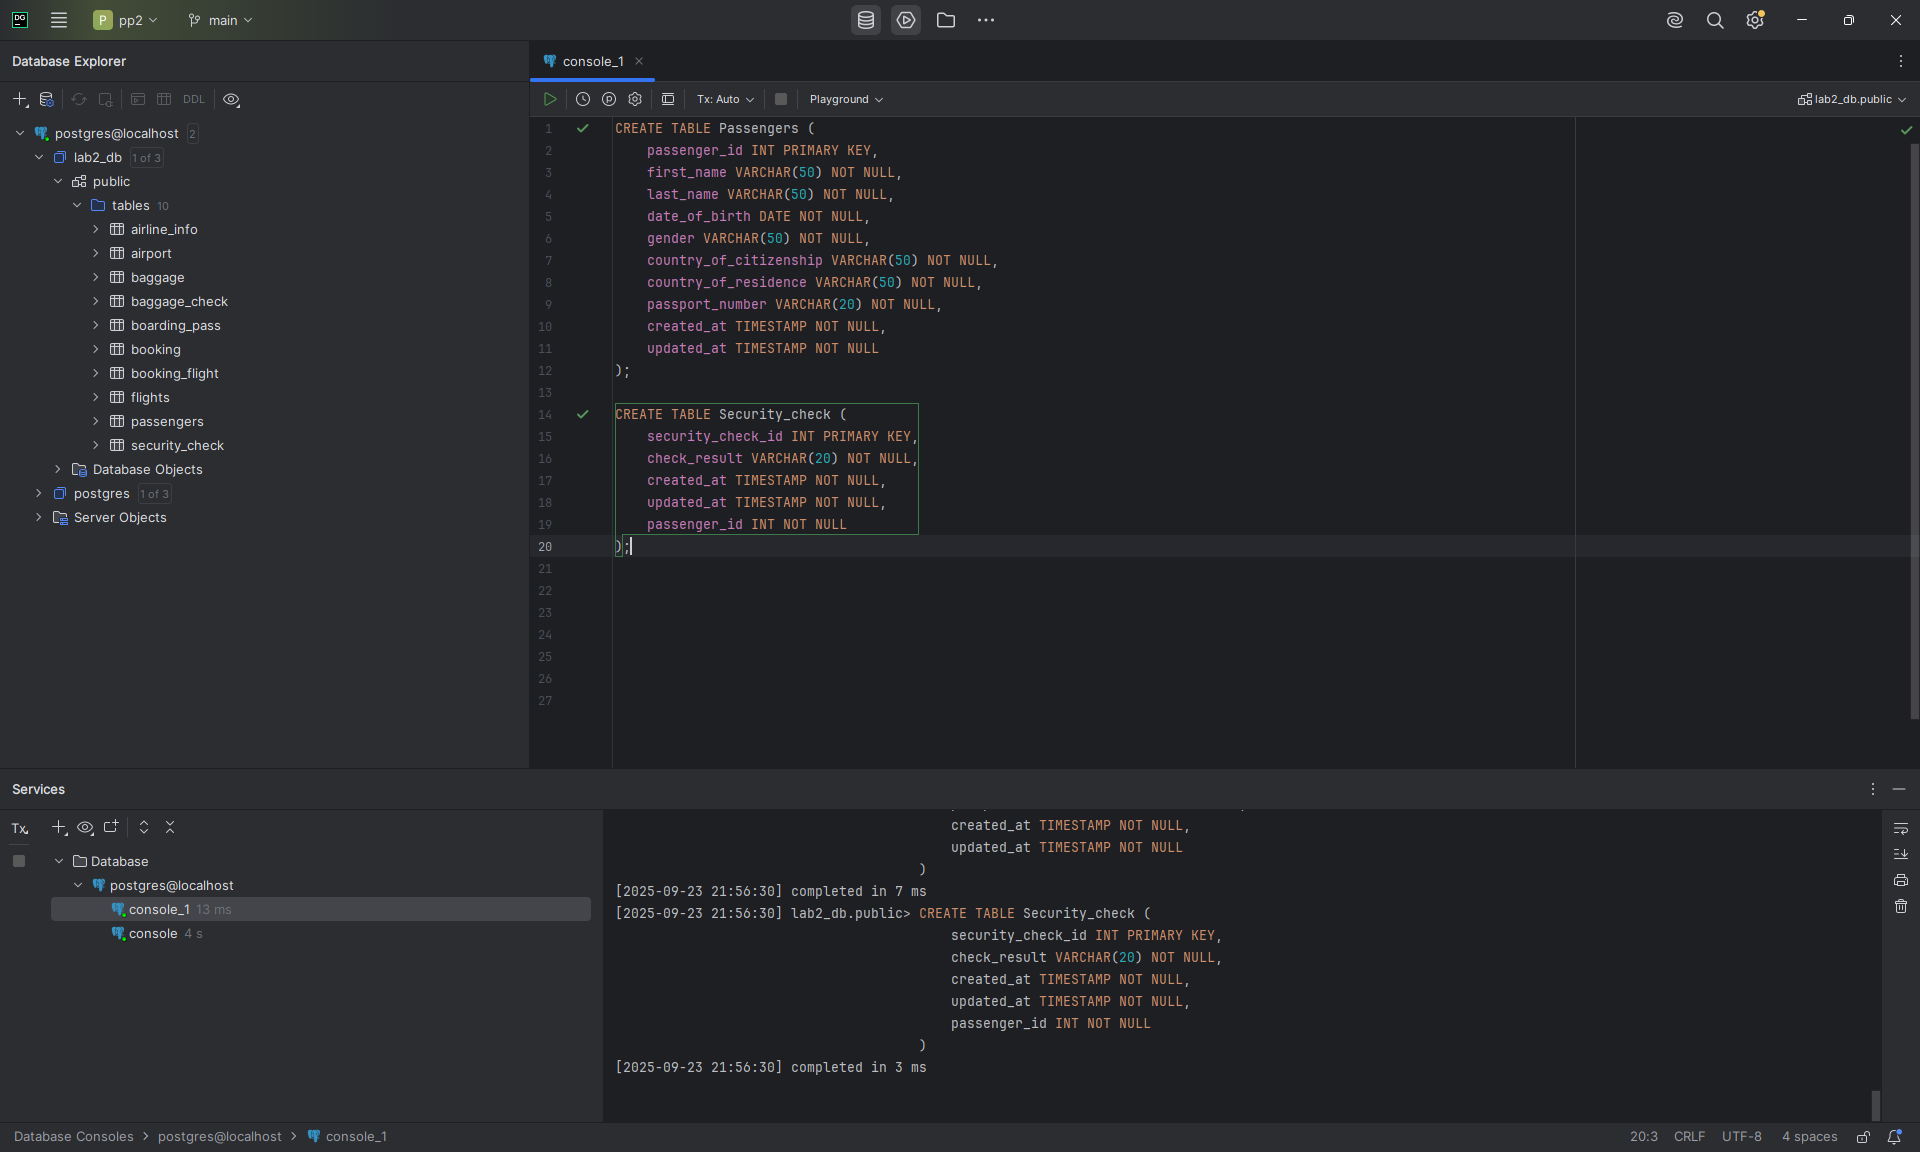 DG
P pp2
main
Database Explorer
console_1
DDL
Tx: Auto
Playground
lab2_db.public
postgres@localhost 2
lab2_db 1 of 3
public
tables 10
airline_info
airport
baggage
baggage_check
boarding_pass
booking
booking_flight
flights
passengers
security_check
Database Objects
postgres 1 of 3
Server Objects
1 CREATE TABLE Passengers (
2 passenger_id INT PRIMARY KEY,
3 first_name VARCHAR(50) NOT NULL,
4 last_name VARCHAR(50) NOT NULL,
5 date_of_birth DATE NOT NULL,
6 gender VARCHAR(50) NOT NULL,
7 country_of_citizenship VARCHAR(50) NOT NULL,
8 country_of_residence VARCHAR(50) NOT NULL,
9 passport_number VARCHAR(20) NOT NULL,
10 created_at TIMESTAMP NOT NULL,
11 updated_at TIMESTAMP NOT NULL
12 );
13
14 CREATE TABLE Security_check (
15 security_check_id INT PRIMARY KEY,
16 check_result VARCHAR(20) NOT NULL,
17 created_at TIMESTAMP NOT NULL,
18 updated_at TIMESTAMP NOT NULL,
19 passenger_id INT NOT NULL
20 );
21
22
23
24
25
26
27
Services
Tx
Database
postgres@localhost
console_1 13 ms
console 4 s
created_at TIMESTAMP NOT NULL,
updated_at TIMESTAMP NOT NULL
)
[2025-09-23 21:56:30] completed in 7 ms
[2025-09-23 21:56:30] lab2_db.public> CREATE TABLE Security_check (
security_check_id INT PRIMARY KEY,
check_result VARCHAR(20) NOT NULL,
created_at TIMESTAMP NOT NULL,
updated_at TIMESTAMP NOT NULL,
passenger_id INT NOT NULL
)
[2025-09-23 21:56:30] completed in 3 ms
Database Consoles > postgres@localhost > console_1
20:3 CRLF UTF-8 4 spaces